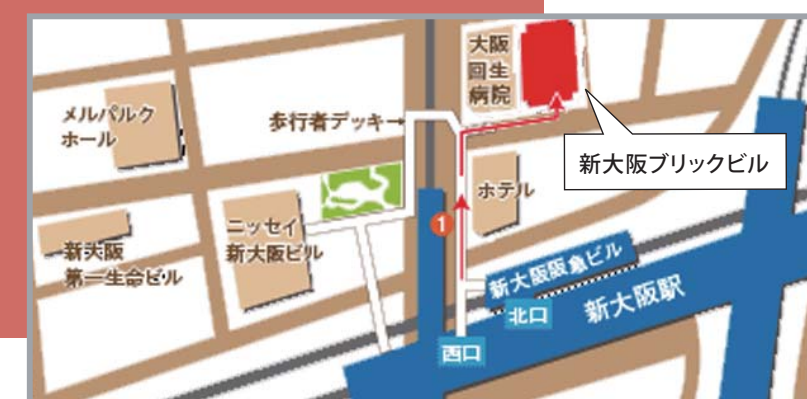 大阪
回生
病院
メルパルク
ホール
歩行者デッキ→
新大阪ブリックビル
ホテル
1
ニッセイ
新大阪ビル
新大阪
第一生命ビル
新大阪阪急ビル
北口
新大阪駅
西口